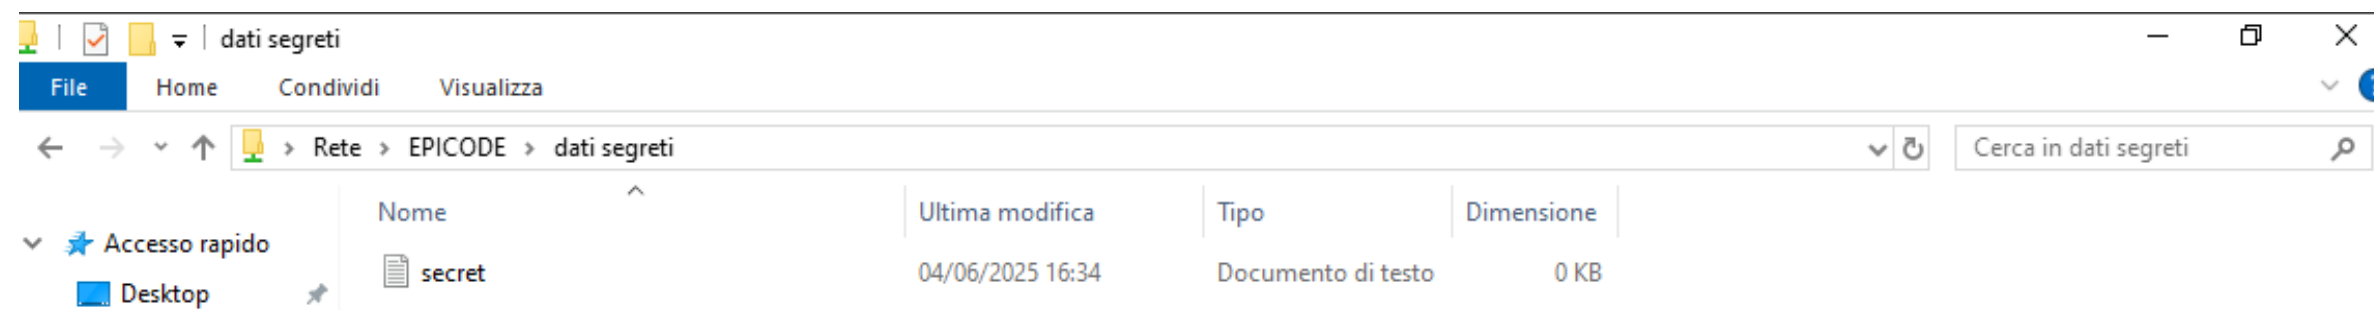 dati segreti
File Home Condividi Visualizza
Rete > EPICODE > dati segreti Cerca in dati segreti
Nome Ultima modifica Tipo Dimensione
Accesso rapido
secret 04/06/2025 16:34 Documento di testo 0 KB
Desktop